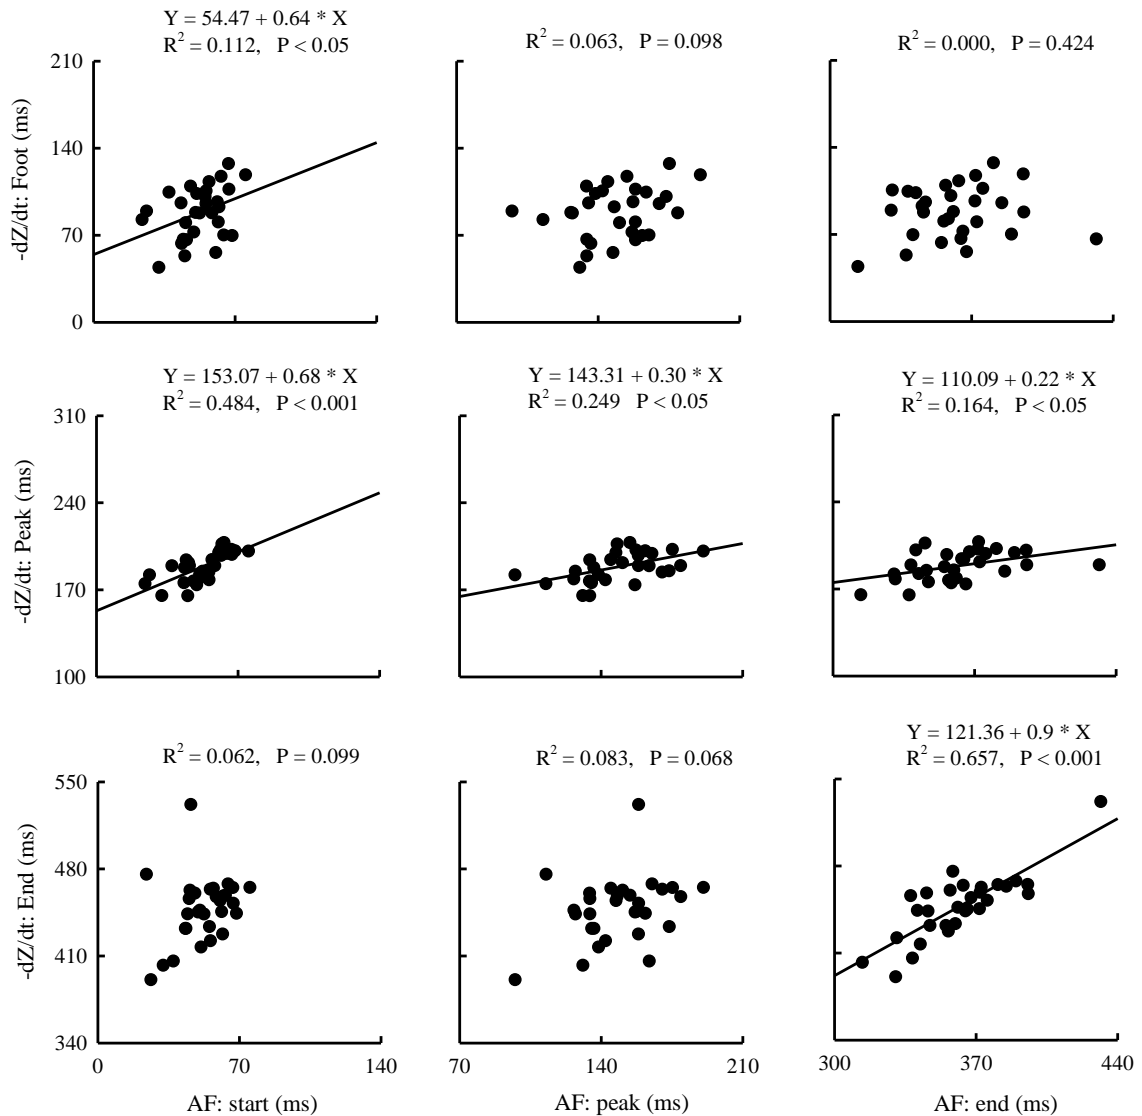 Y = 54.47 + 0.64 * X
R² = 0.112, P < 0.05
R² = 0.063, P = 0.098
R² = 0.000, P = 0.424
-dZ/dt: Foot (ms)
210
140
70
0
Y = 153.07 + 0.68 * X
R² = 0.484, P < 0.001
Y = 143.31 + 0.30 * X
R² = 0.249 P < 0.05
Y = 110.09 + 0.22 * X
R² = 0.164, P < 0.05
-dZ/dt: Peak (ms)
310
240
170
100
R² = 0.062, P = 0.099
R² = 0.083, P = 0.068
Y = 121.36 + 0.9 * X
R² = 0.657, P < 0.001
-dZ/dt: End (ms)
550
480
410
340
0 70 140
70 140 210
300 370 440
AF: start (ms)
AF: peak (ms)
AF: end (ms)